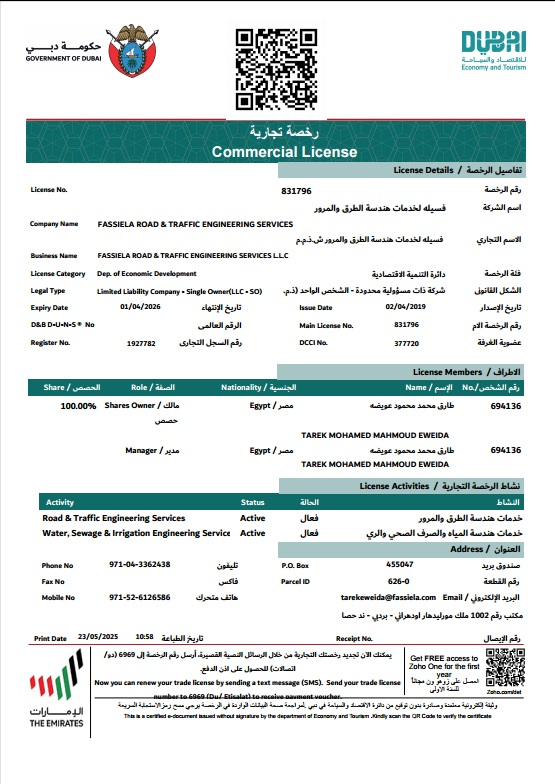 حكومة دبي
GOVERNMENT OF DUBAI
DUBAI
للاقتصاد والسياحة
Economy and Tourism
رخصة تجارية
Commercial License
License Details / تفاصيل الرخصة
License No. 831796 رقم الرخصة
فسيله لخدمات هندسة الطرق والمرور اسم الشركة
Company Name FASSIELA ROAD & TRAFFIC ENGINEERING SERVICES
فسيله لخدمات هندسة الطرق والمرور ش.ذ.م.م الاسم التجاري
Business Name FASSIELA ROAD & TRAFFIC ENGINEERING SERVICES L.L.C
License Category Dep. of Economic Development دائرة التنمية الاقتصادية فئة الرخصة
Legal Type Limited Liability Company - Single Owner(LLC - SO) شركة ذات مسؤولية محدودة - الشخص الواحد (ذ.م. الشكل القانوني
Expiry Date 01/04/2026 تاريخ الإنتهاء Issue Date 02/04/2019 تاريخ الإصدار
D&B D-U-N-S ® No الرقم العالمى Main License No. 831796 رقم الرخصة الام
Register No. 1927782 رقم السجل التجارى DCCI No. 377720 عضوية الغرفة
License Members / الاطراف
Share / الحصص Role / الصفة Nationality / الجنسية Name / الإسم No./ رقم الشخص
100.00% Shares Owner / مالك Egypt / مصر طارق محمد محمود عويضه 694136
حصص
TAREK MOHAMED MAHMOUD EWEIDA
Manager / مدير Egypt / مصر طارق محمد محمود عويضه 694136
TAREK MOHAMED MAHMOUD EWEIDA
License Activities / نشاط الرخصة التجارية
Activity Status الحالة النشاط
Road & Traffic Engineering Services Active فعال خدمات هندسة الطرق والمرور
Water, Sewage & Irrigation Engineering Service Active فعال خدمات هندسة المياه والصرف الصحي والري
Address / العنوان
Phone No 971-04-3362438 تليفون P.O. Box 455047 صندوق بريد
Fax No فاكس Parcel ID 626-0 رقم القطعة
Mobile No 971-52-6126586 هاتف متحرك tarekeweida@fassiela.com Email / البريد الإلكتروني
مكتب رقم 1002 ملك مورليدهار اودهراني - بردبي - ند حصا
Print Date 23/05/2025 10:58 تاريخ الطباعة Receipt No. رقم الإيصال
يمكنك الآن تجديد رخصتك التجارية من خلال الرسائل النصية القصيرة، أرسل رقم الرخصة إلى 6969 (دو/
اتصالات) للحصول على اذن الدفع.
Now you can renew your trade license by sending a text message (SMS). Send your trade license
number to 6969 (Du/ Etisalat) to receive payment voucher.
Get FREE access to
Zoho One for the first
year
احصل على زوهو ون مجاناً
للسنة الأولى
Zoho.com/det
الإمارات
THE EMIRATES
وثيقة إلكترونية معتمدة وصادرة بدون توقيع من دائرة الاقتصاد والسياحة في دبي .لمراجعة صحة البيانات الواردة في الرخصة يرجى مسح رمز الاستجابة السريعة
This is a certified e-document issued without signature by the department of Economy and Tourism .Kindly scan the QR Code to verify the certificate